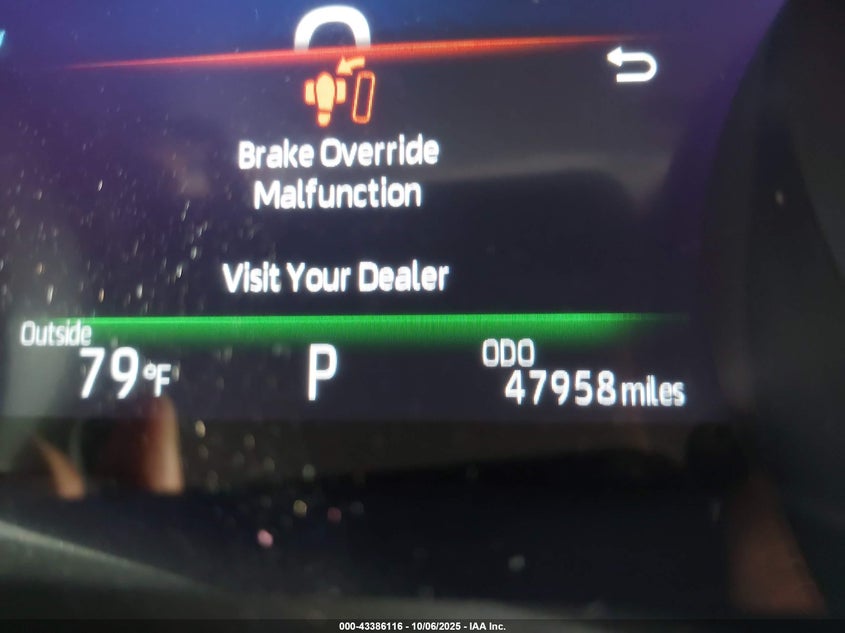 Brake Override
Malfunction
Visit Your Dealer
Outside
79°F
P
ODO
47958 miles
000-43386116 - 10/06/2025 - IAA Inc.